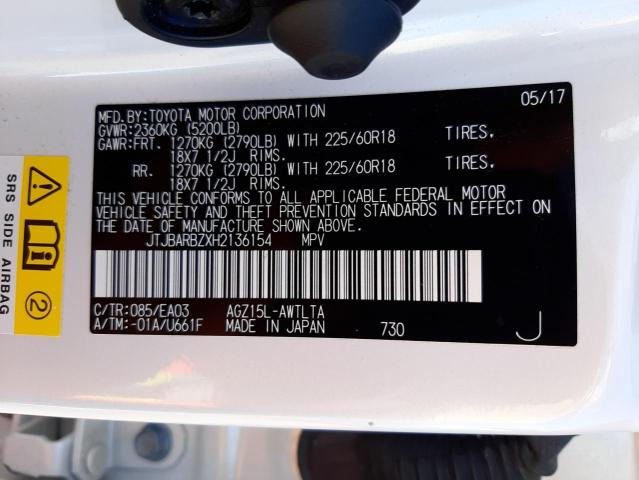 MFD.BY:TOYOTA MOTOR CORPORATION 05/17
GVWR:2360KG (5200LB)
GAWR:FRT. 1270KG (2790LB) WITH 225/60R18 TIRES.
18X7 1/2J RIMS.
RR. 1270KG (2790LB) WITH 225/60R18 TIRES.
18X7 1/2J RIMS.
THIS VEHICLE CONFORMS TO ALL APPLICABLE FEDERAL MOTOR
VEHICLE SAFETY AND THEFT PREVENTION STANDARDS IN EFFECT ON
THE DATE OF MANUFACTURE SHOWN ABOVE.
JTJBARBZXH2136154 MPV
C/TR:085/EA03 AGZ15L-AWTLTA
A/TM:-01A/U661F MADE IN JAPAN 730 J
SRS SIDE AIRBAG
2